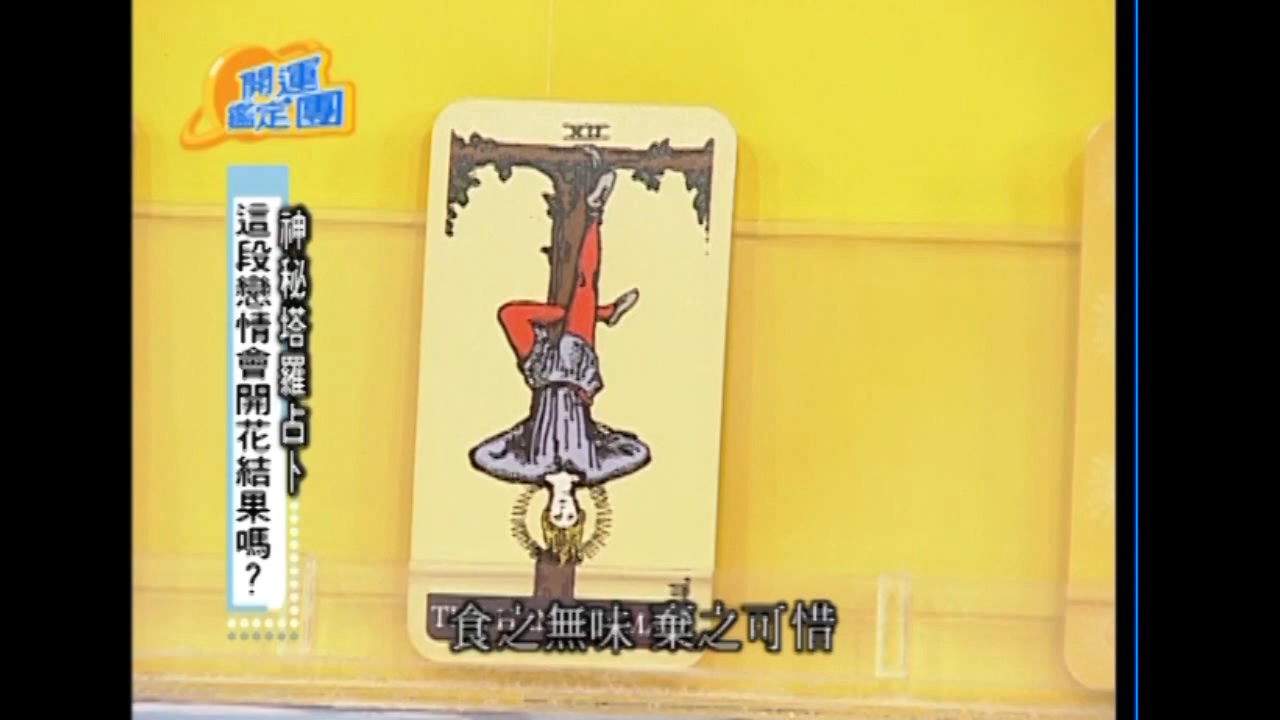 開運
鑑定團
神秘塔羅占卜
這段戀情會開花結果嗎？
XII
食之無味 棄之可惜